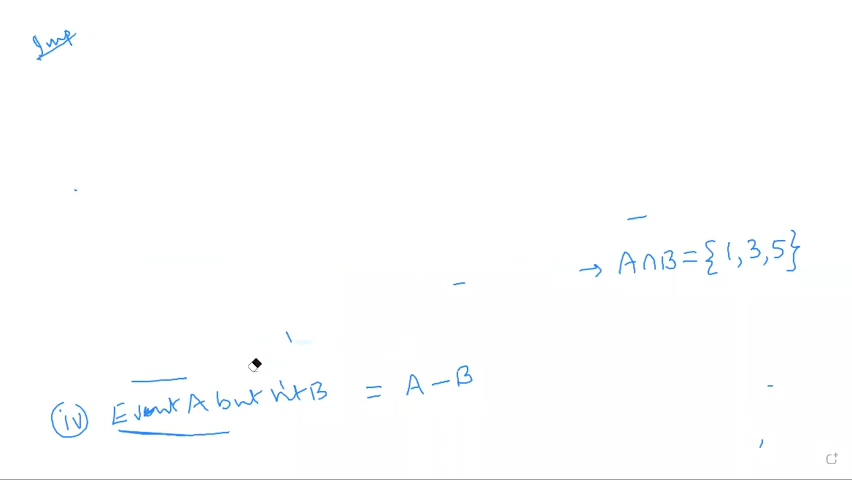 Imp
→ A∩B = {1, 3, 5}
(iv) Event A but not B = A - B